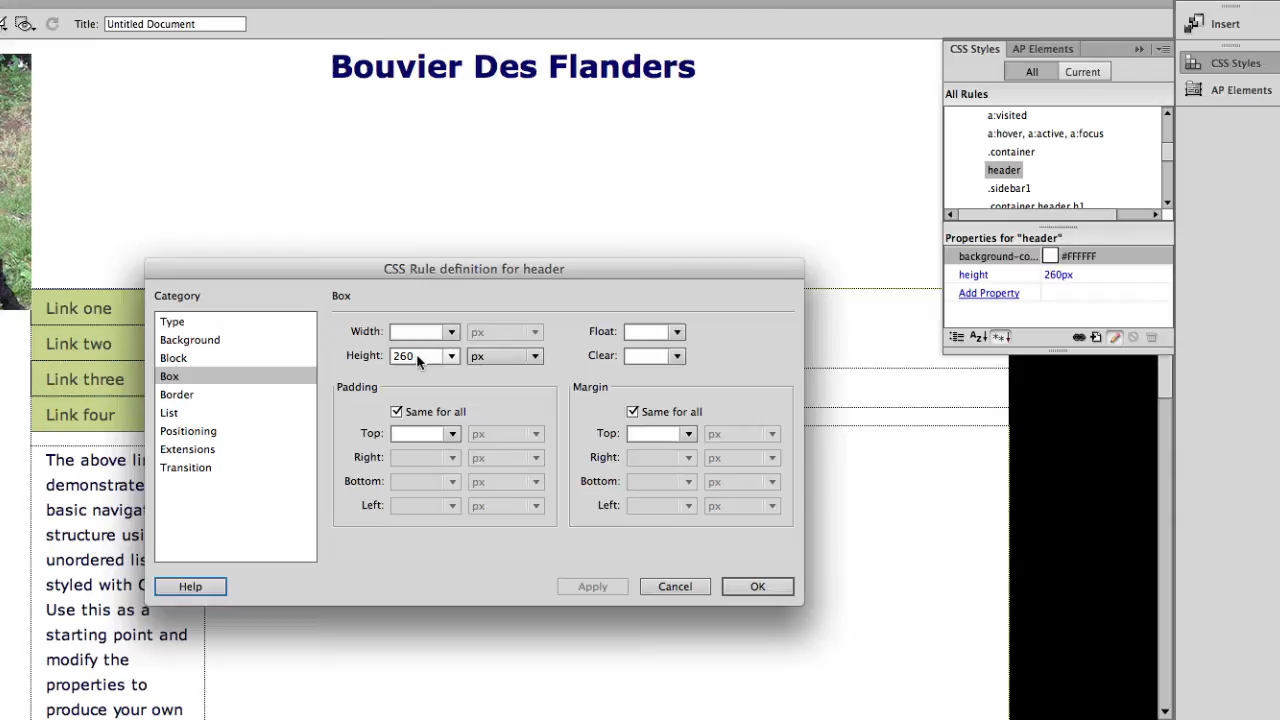 Title: Untitled Document
Insert
CSS Styles
AP Elements
Bouvier Des Flanders
CSS Styles AP Elements
All Current
All Rules
a:visited
a:hover, a:active, a:focus
.container
header
.sidebar1
.container header h1
Properties for "header"
background-co... #FFFFFF
height 260px
Add Property
Link one
Link two
Link three
Link four
The above
demonstrate
basic
structure
unordered
styled with
Use this as a
starting point and
modify the
properties to
produce your own
CSS Rule definition for header
Category
Type
Background
Block
Box
Border
List
Positioning
Extensions
Transition
Box
Width: px Float:
Height: 260 px Clear:
Padding
Same for all
Top: px
Right: px
Bottom: px
Left: px
Margin
Same for all
Top: px
Right: px
Bottom: px
Left: px
Help Apply Cancel OK